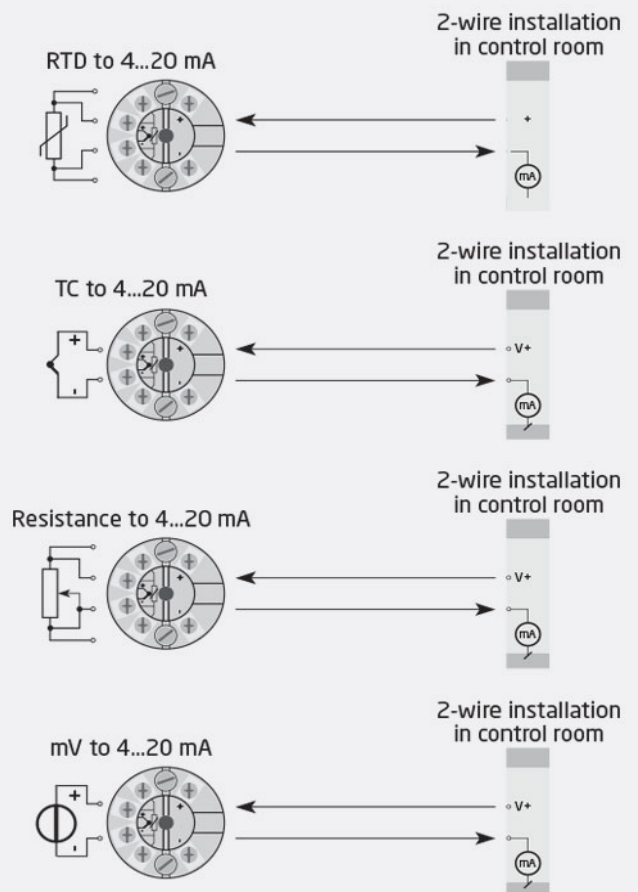 2-wire installation
in control room
RTD to 4...20 mA
+
-
+
mA
2-wire installation
in control room
TC to 4...20 mA
+
-
+
-
V+
mA
2-wire installation
in control room
Resistance to 4...20 mA
+
-
V+
mA
2-wire installation
in control room
mV to 4...20 mA
+
-
+
-
V+
mA